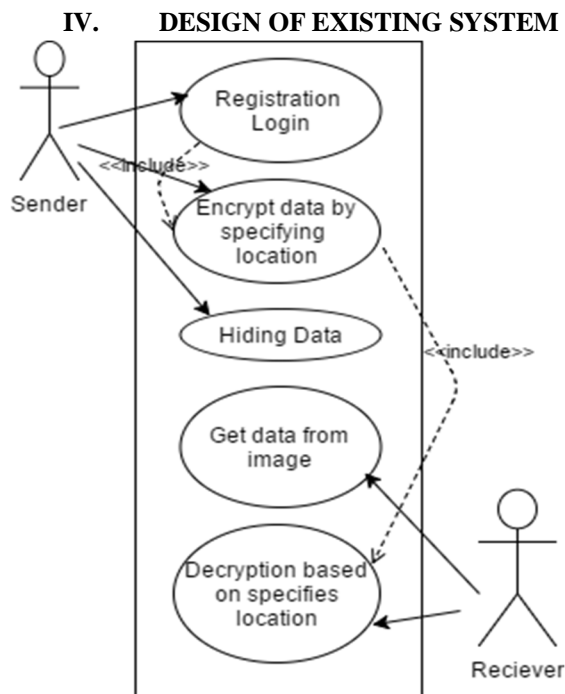 IV. DESIGN OF EXISTING SYSTEM
Registration
Login
<<include>>
Sender
Encrypt data by
specifying
location
Hiding Data
<<include>>
Get data from
image
Decryption based
on specifies
location
Reciever